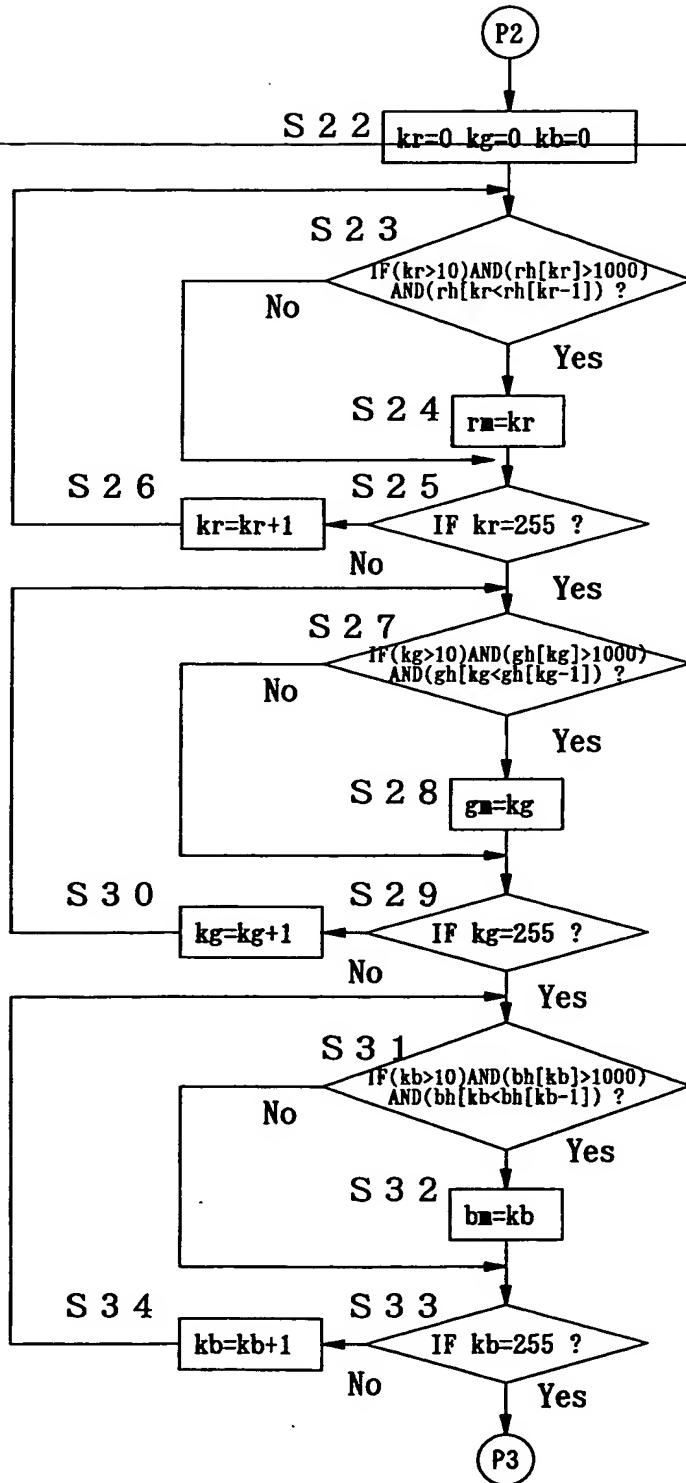 P2
S22
kr=0 kg=0 kb=0
S23
IF(kr>10)AND(rh[kr]>1000)
AND(rh[kr<rh[kr-1]) ?
No
Yes
S24
rm=kr
S26
S25
kr=kr+1
IF kr=255 ?
No
Yes
S27
IF(kg>10)AND(gh[kg]>1000)
AND(gh[kg<gh[kg-1]) ?
No
Yes
S28
gm=kg
S30
S29
kg=kg+1
IF kg=255 ?
No
Yes
S31
IF(kb>10)AND(bh[kb]>1000)
AND(bh[kb<bh[kb-1]) ?
No
Yes
S32
bm=kb
S34
S33
kb=kb+1
IF kb=255 ?
No
Yes
P3